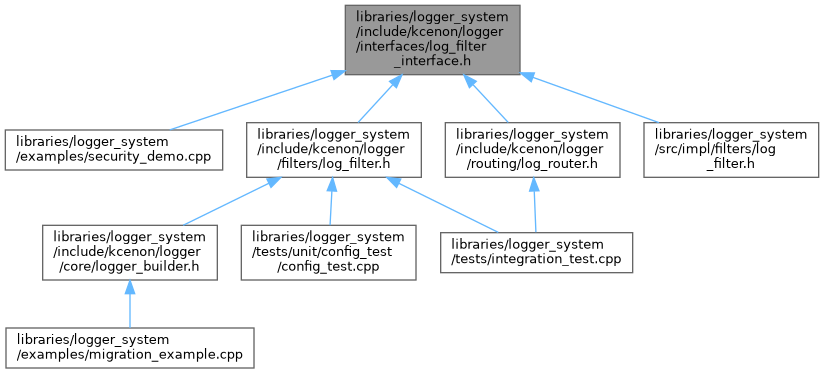 libraries/logger_system
/include/kcenon/logger
/interfaces/log_filter
_interface.h
libraries/logger_system
/examples/security_demo.cpp
libraries/logger_system
/include/kcenon/logger
/filters/log_filter.h
libraries/logger_system
/include/kcenon/logger
/routing/log_router.h
libraries/logger_system
/src/impl/filters/log
_filter.h
libraries/logger_system
/include/kcenon/logger
/core/logger_builder.h
libraries/logger_system
/tests/unit/config_test
/config_test.cpp
libraries/logger_system
/tests/integration_test.cpp
libraries/logger_system
/examples/migration_example.cpp